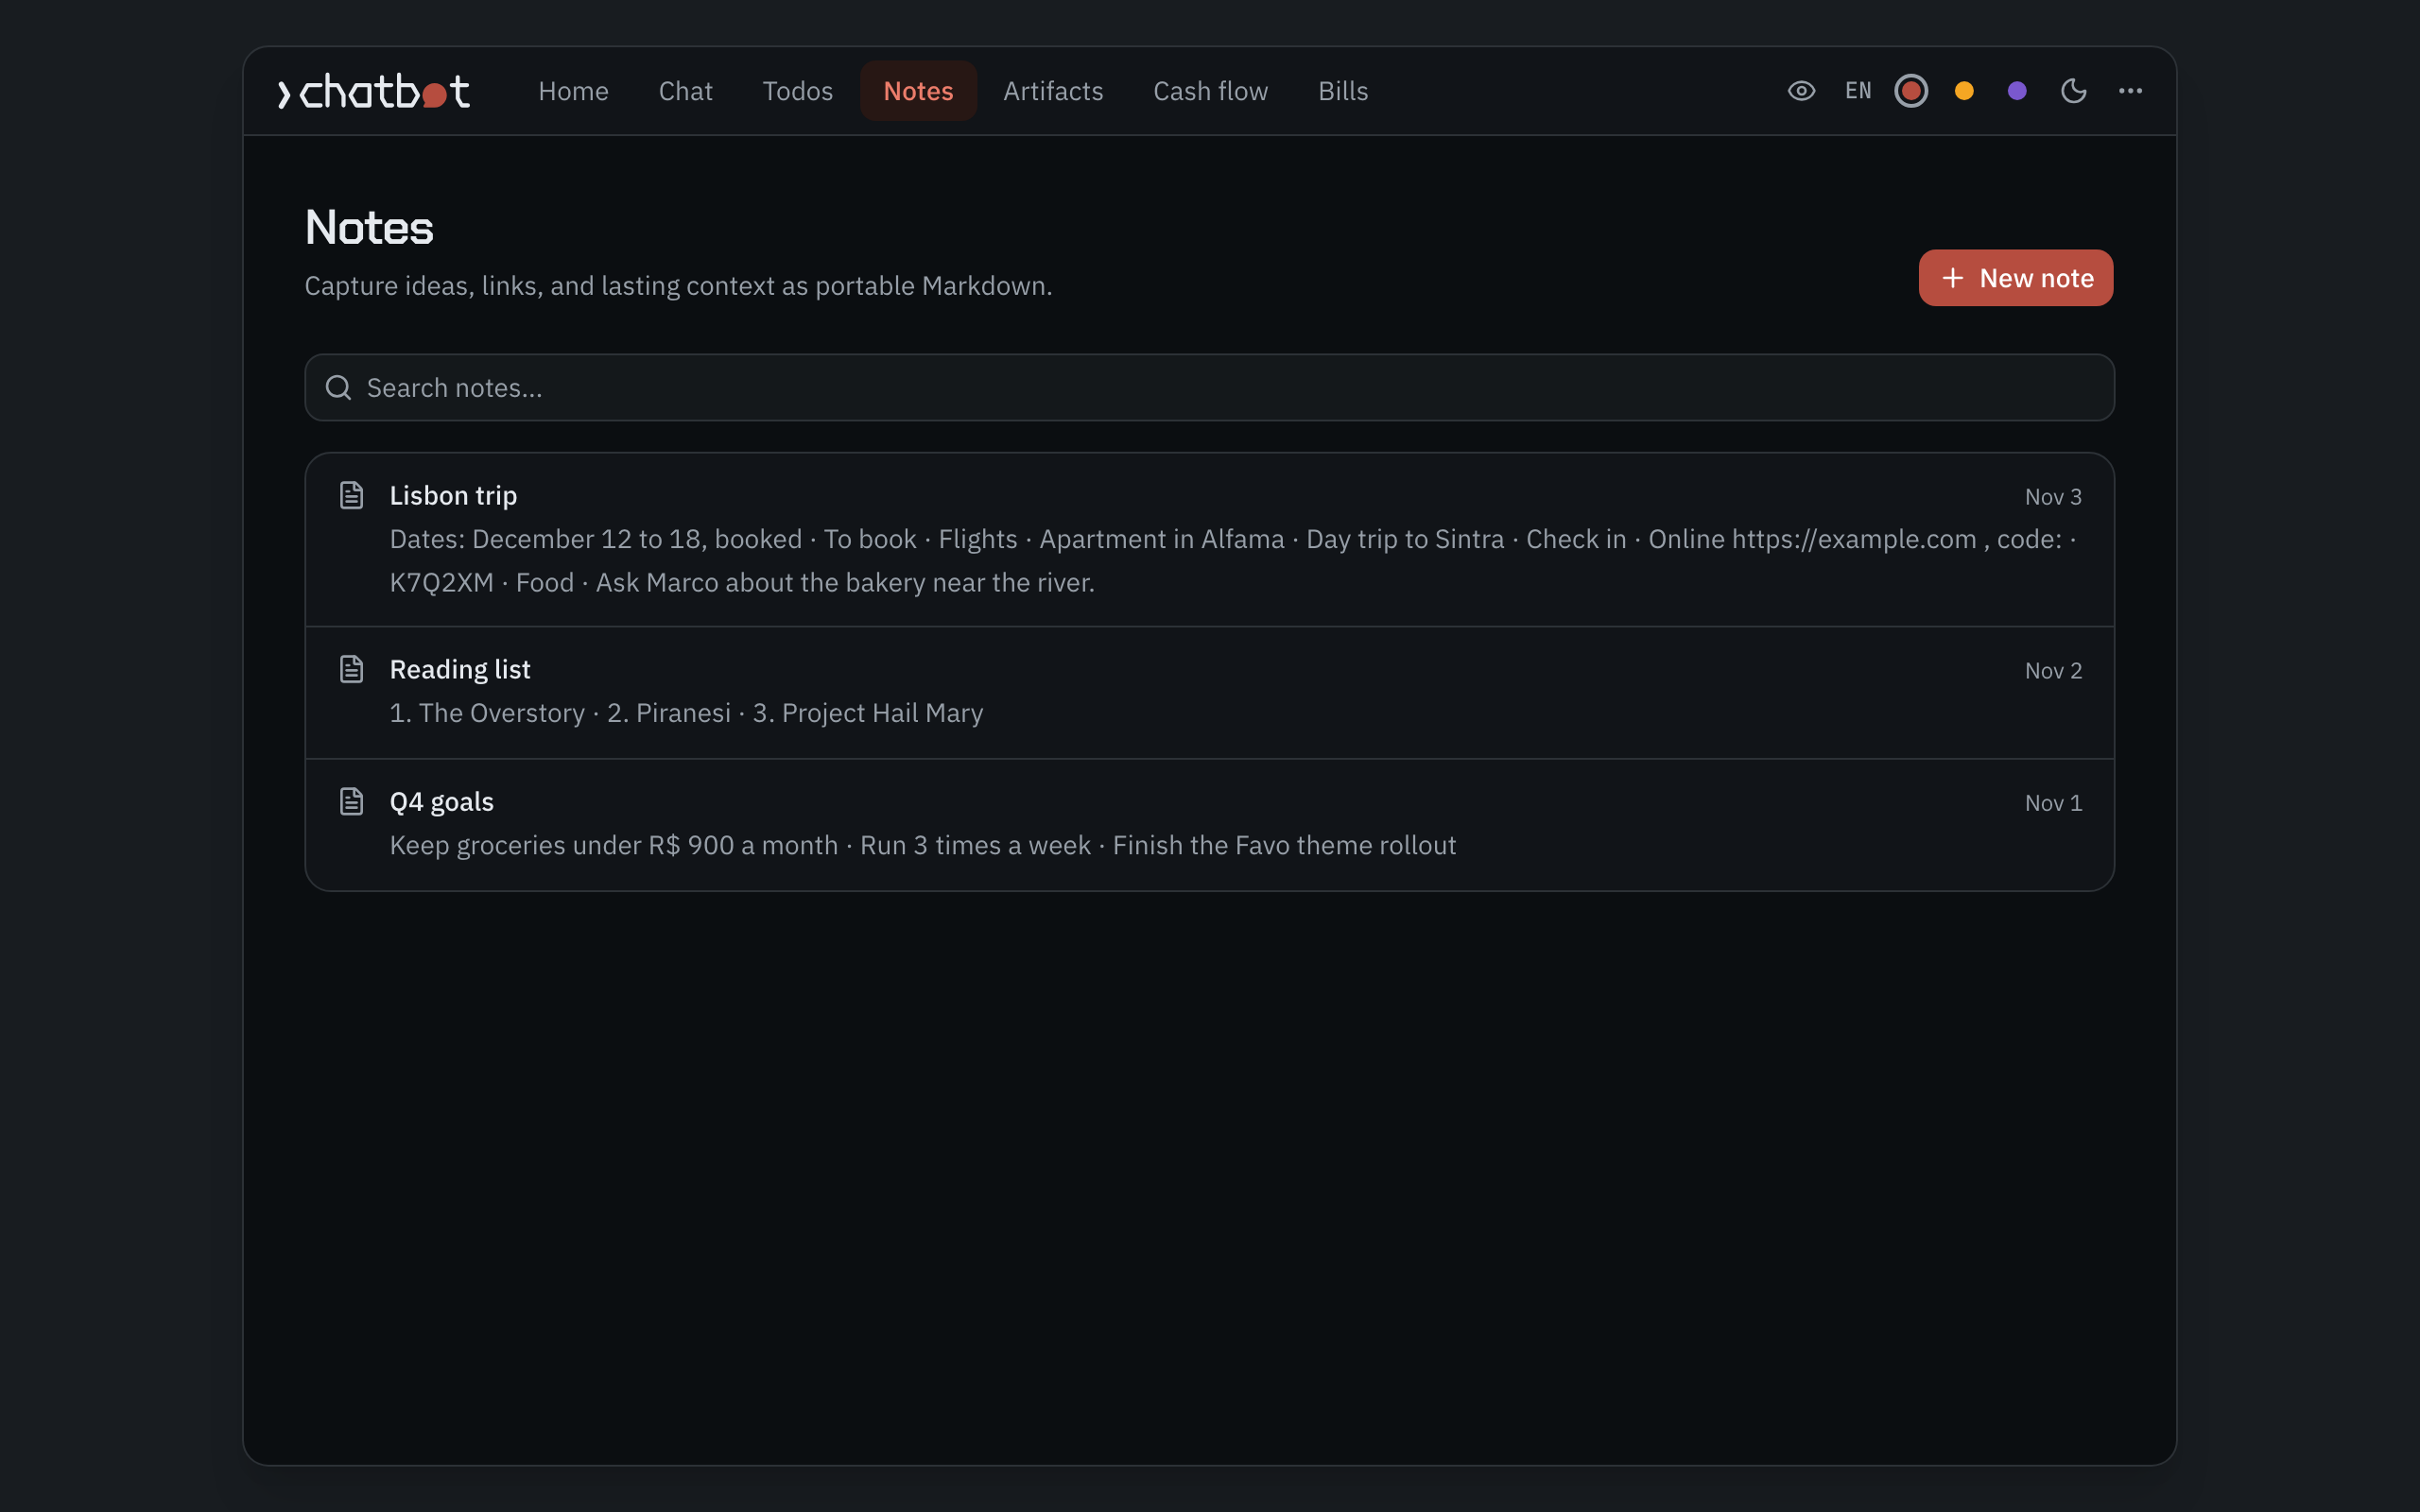 chatbot
Home
Chat
Todos
Notes
Artifacts
Cash flow
Bills
EN
Notes
Capture ideas, links, and lasting context as portable Markdown.
New note
Search notes...
Lisbon trip
Nov 3
Dates: December 12 to 18, booked · To book · Flights · Apartment in Alfama · Day trip to Sintra · Check in · Online https://example.com , code: ·
K7Q2XM · Food · Ask Marco about the bakery near the river.
Reading list
Nov 2
1. The Overstory · 2. Piranesi · 3. Project Hail Mary
Q4 goals
Nov 1
Keep groceries under R$ 900 a month · Run 3 times a week · Finish the Favo theme rollout